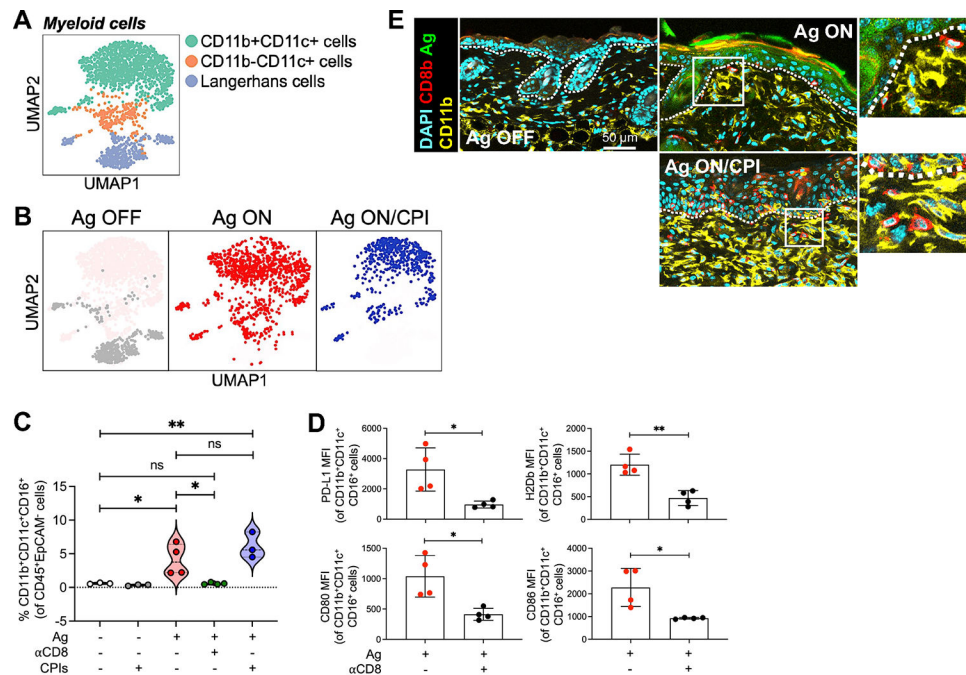 A
Myeloid cells
CD11b+CD11c+ cells
CD11b-CD11c+ cells
Langerhans cells
UMAP2
UMAP1
B
Ag OFF
Ag ON
Ag ON/CPI
UMAP2
UMAP1
C
**
ns
ns
*
*
% CD11b+CD11c+CD16+
(of CD45+EpCAM- cells)
15
10
5
0
Ag - - + + +
αCD8 - - - + -
CPIs - + - - +
D
PD-L1 MFI
(of CD11b+CD11c+
CD16+ cells)
6000
4000
2000
0
*
H2Db MFI
(of CD11b+CD11c+
CD16+ cells)
2000
1500
1000
500
0
**
CD80 MFI
(of CD11b+CD11c+
CD16+ cells)
1500
1000
500
0
*
CD86 MFI
(of CD11b+CD11c+
CD16+ cells)
4000
3000
2000
1000
0
*
Ag + + + +
αCD8 - + - +
E
DAPI CD8b Ag
CD11b
Ag OFF
50 μm
Ag ON
Ag ON/CPI